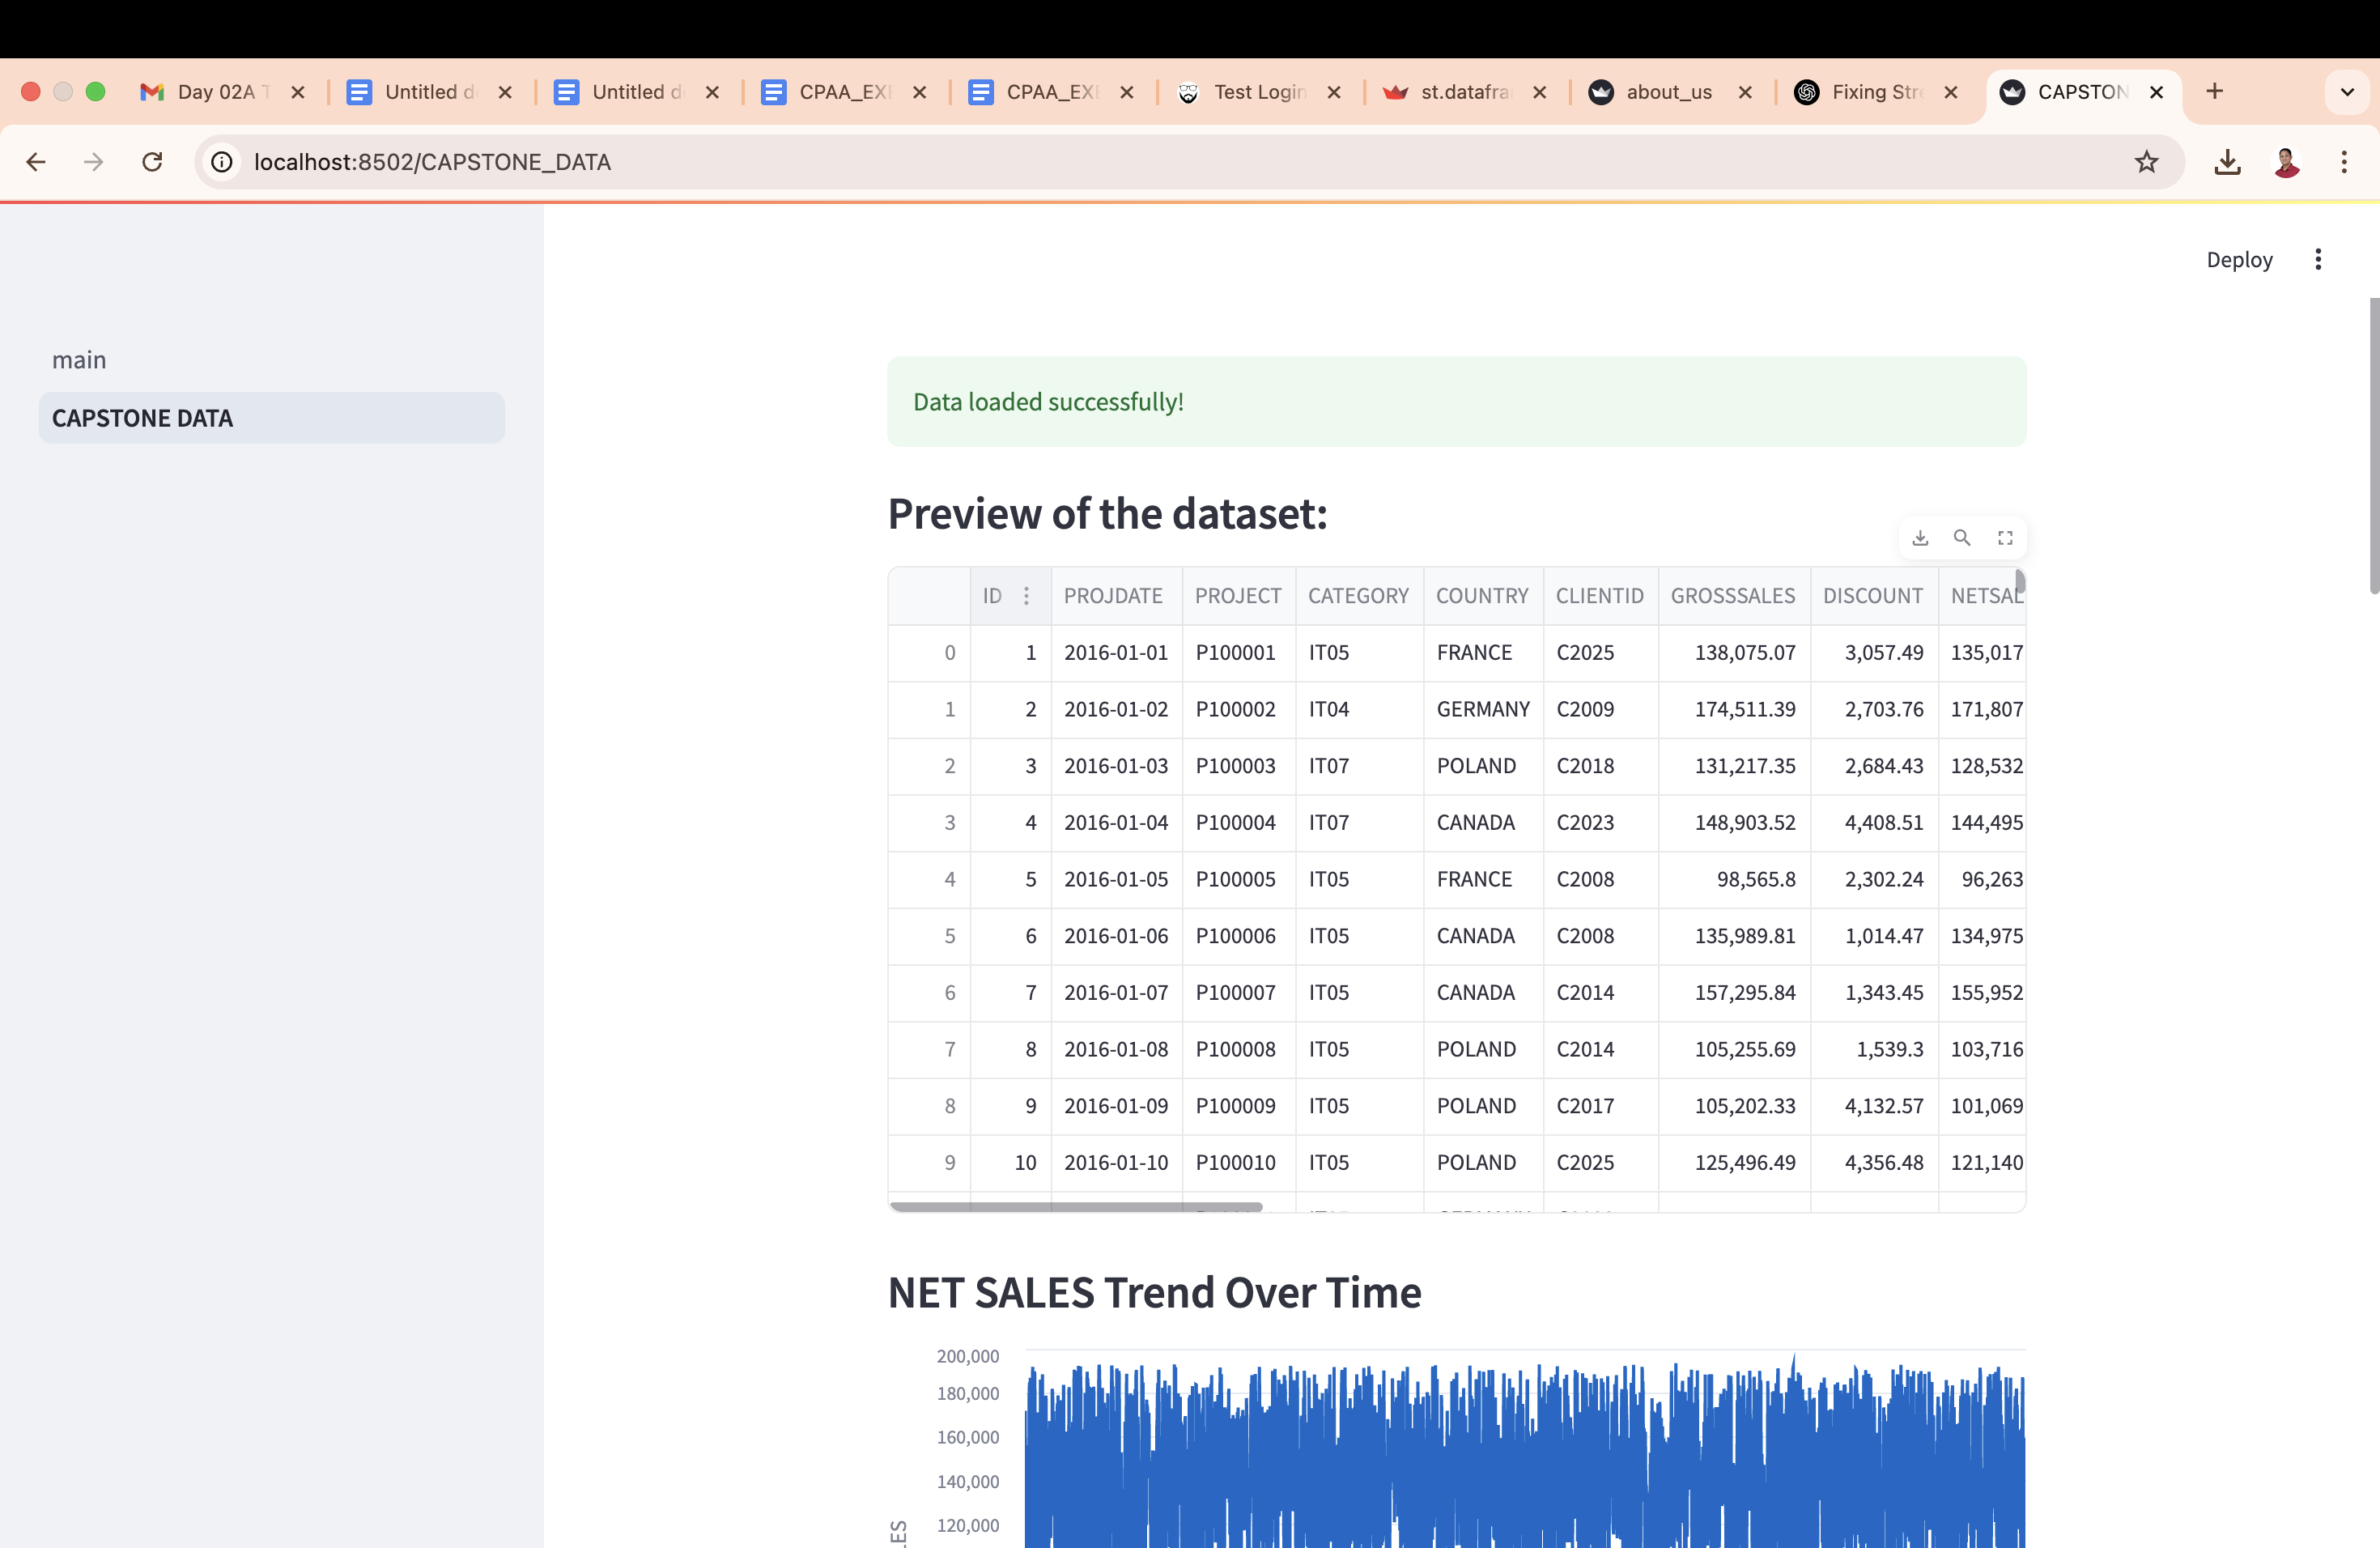 Day 02A T
Untitled d
Untitled d
CPAA_EX
CPAA_EX
Test Login
st.datafra
about_us
Fixing Str
CAPSTON
localhost:8502/CAPSTONE_DATA
Deploy
main
CAPSTONE DATA
Data loaded successfully!
Preview of the dataset:
ID PROJDATE PROJECT CATEGORY COUNTRY CLIENTID GROSSSALES DISCOUNT NETSAL
0 1 2016-01-01 P100001 IT05 FRANCE C2025 138,075.07 3,057.49 135,017
1 2 2016-01-02 P100002 IT04 GERMANY C2009 174,511.39 2,703.76 171,807
2 3 2016-01-03 P100003 IT07 POLAND C2018 131,217.35 2,684.43 128,532
3 4 2016-01-04 P100004 IT07 CANADA C2023 148,903.52 4,408.51 144,495
4 5 2016-01-05 P100005 IT05 FRANCE C2008 98,565.8 2,302.24 96,263
5 6 2016-01-06 P100006 IT05 CANADA C2008 135,989.81 1,014.47 134,975
6 7 2016-01-07 P100007 IT05 CANADA C2014 157,295.84 1,343.45 155,952
7 8 2016-01-08 P100008 IT05 POLAND C2014 105,255.69 1,539.3 103,716
8 9 2016-01-09 P100009 IT05 POLAND C2017 105,202.33 4,132.57 101,069
9 10 2016-01-10 P100010 IT05 POLAND C2025 125,496.49 4,356.48 121,140
NET SALES Trend Over Time
200,000
180,000
160,000
140,000
120,000